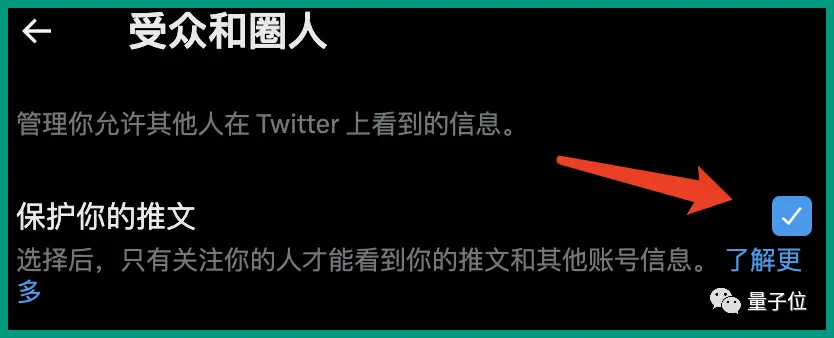 受众和圈人
管理你允许其他人在 Twitter 上看到的信息。
保护你的推文
选择后，只有关注你的人才能看到你的推文和其他账号信息。 了解更
多
量子位